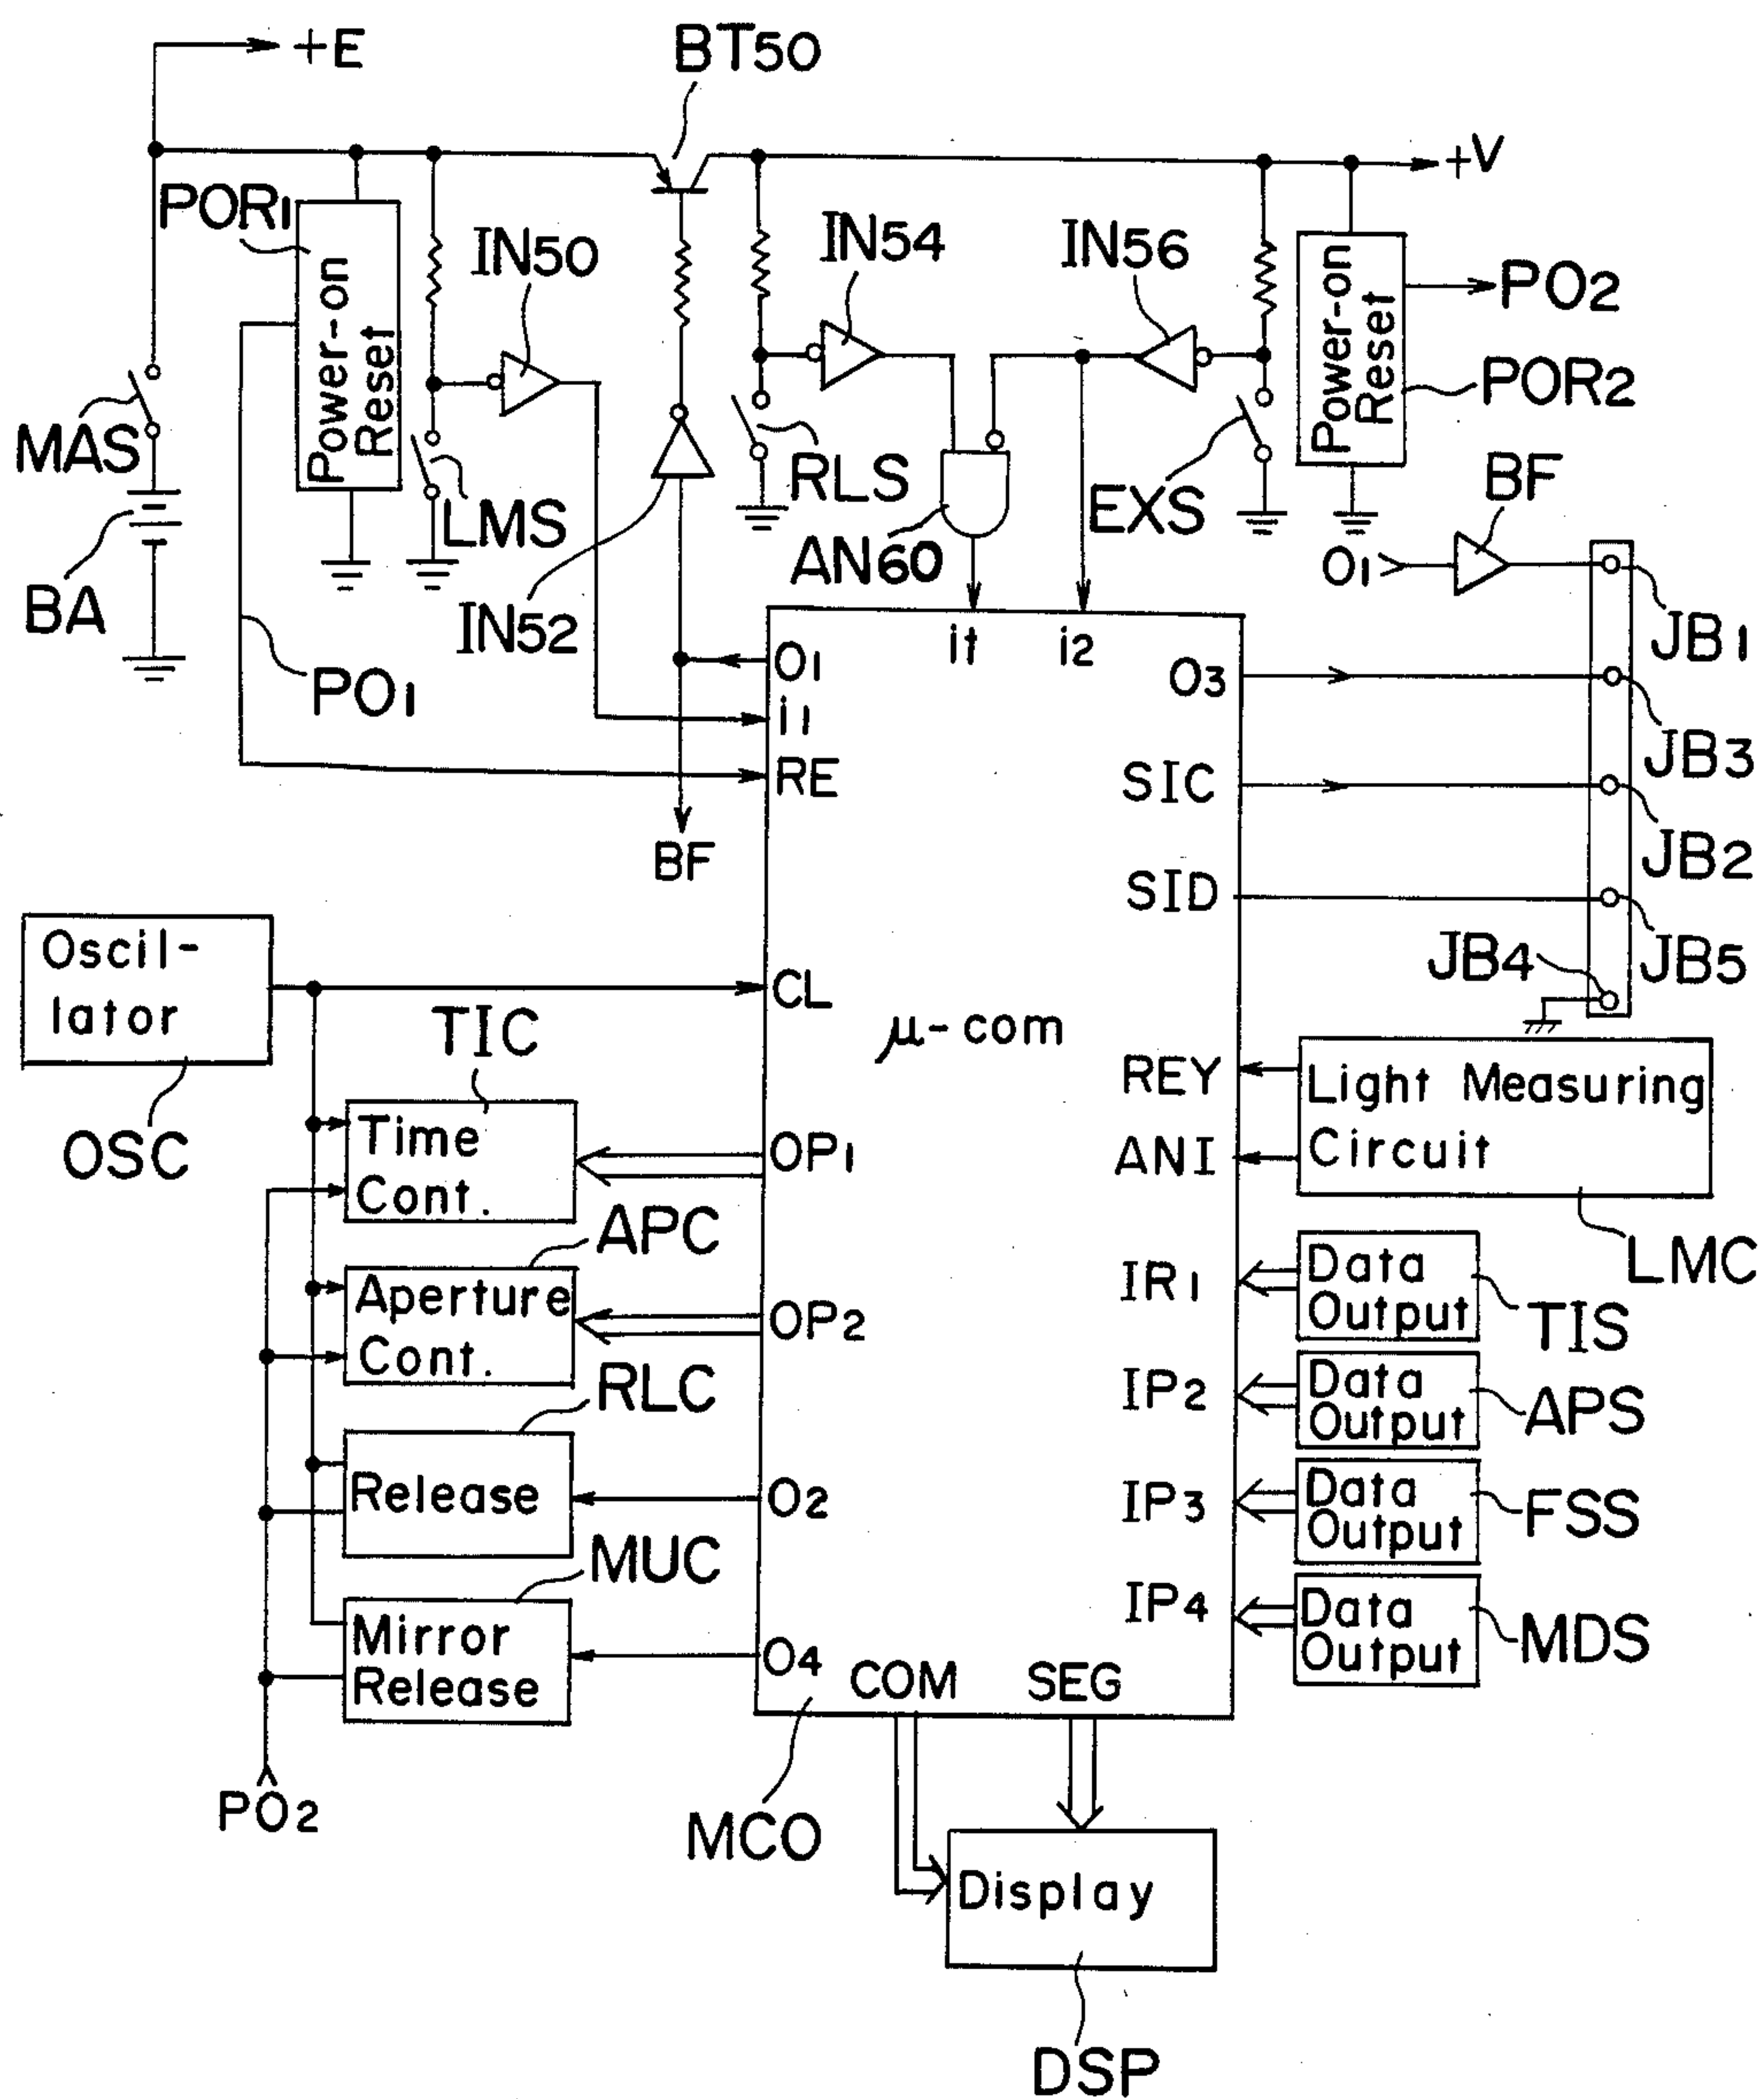 +E
BT50
+V
POR1
Power-on
Reset
IN50
IN54
IN56
Power-on
Reset
PO2
POR2
MAS
LMS
RLS
EXS
BF
BA
AN60
O1
IN52
JB1
PO1
O1
it
i2
O3
i1
JB3
RE
SIC
BF
JB2
SID
Oscil-
lator
JB4
JB5
CL
TIC
μ-com
OSC
Time
Cont.
OP1
REY
ANI
Light Measuring
Circuit
APC
LMC
Aperture
Cont.
OP2
IR1
Data
Output
TIS
RLC
IP2
Data
Output
APS
Release
O2
IP3
Data
Output
FSS
MUC
Mirror
Release
O4
IP4
Data
Output
MDS
COM
SEG
PO2
MCO
Display
DSP